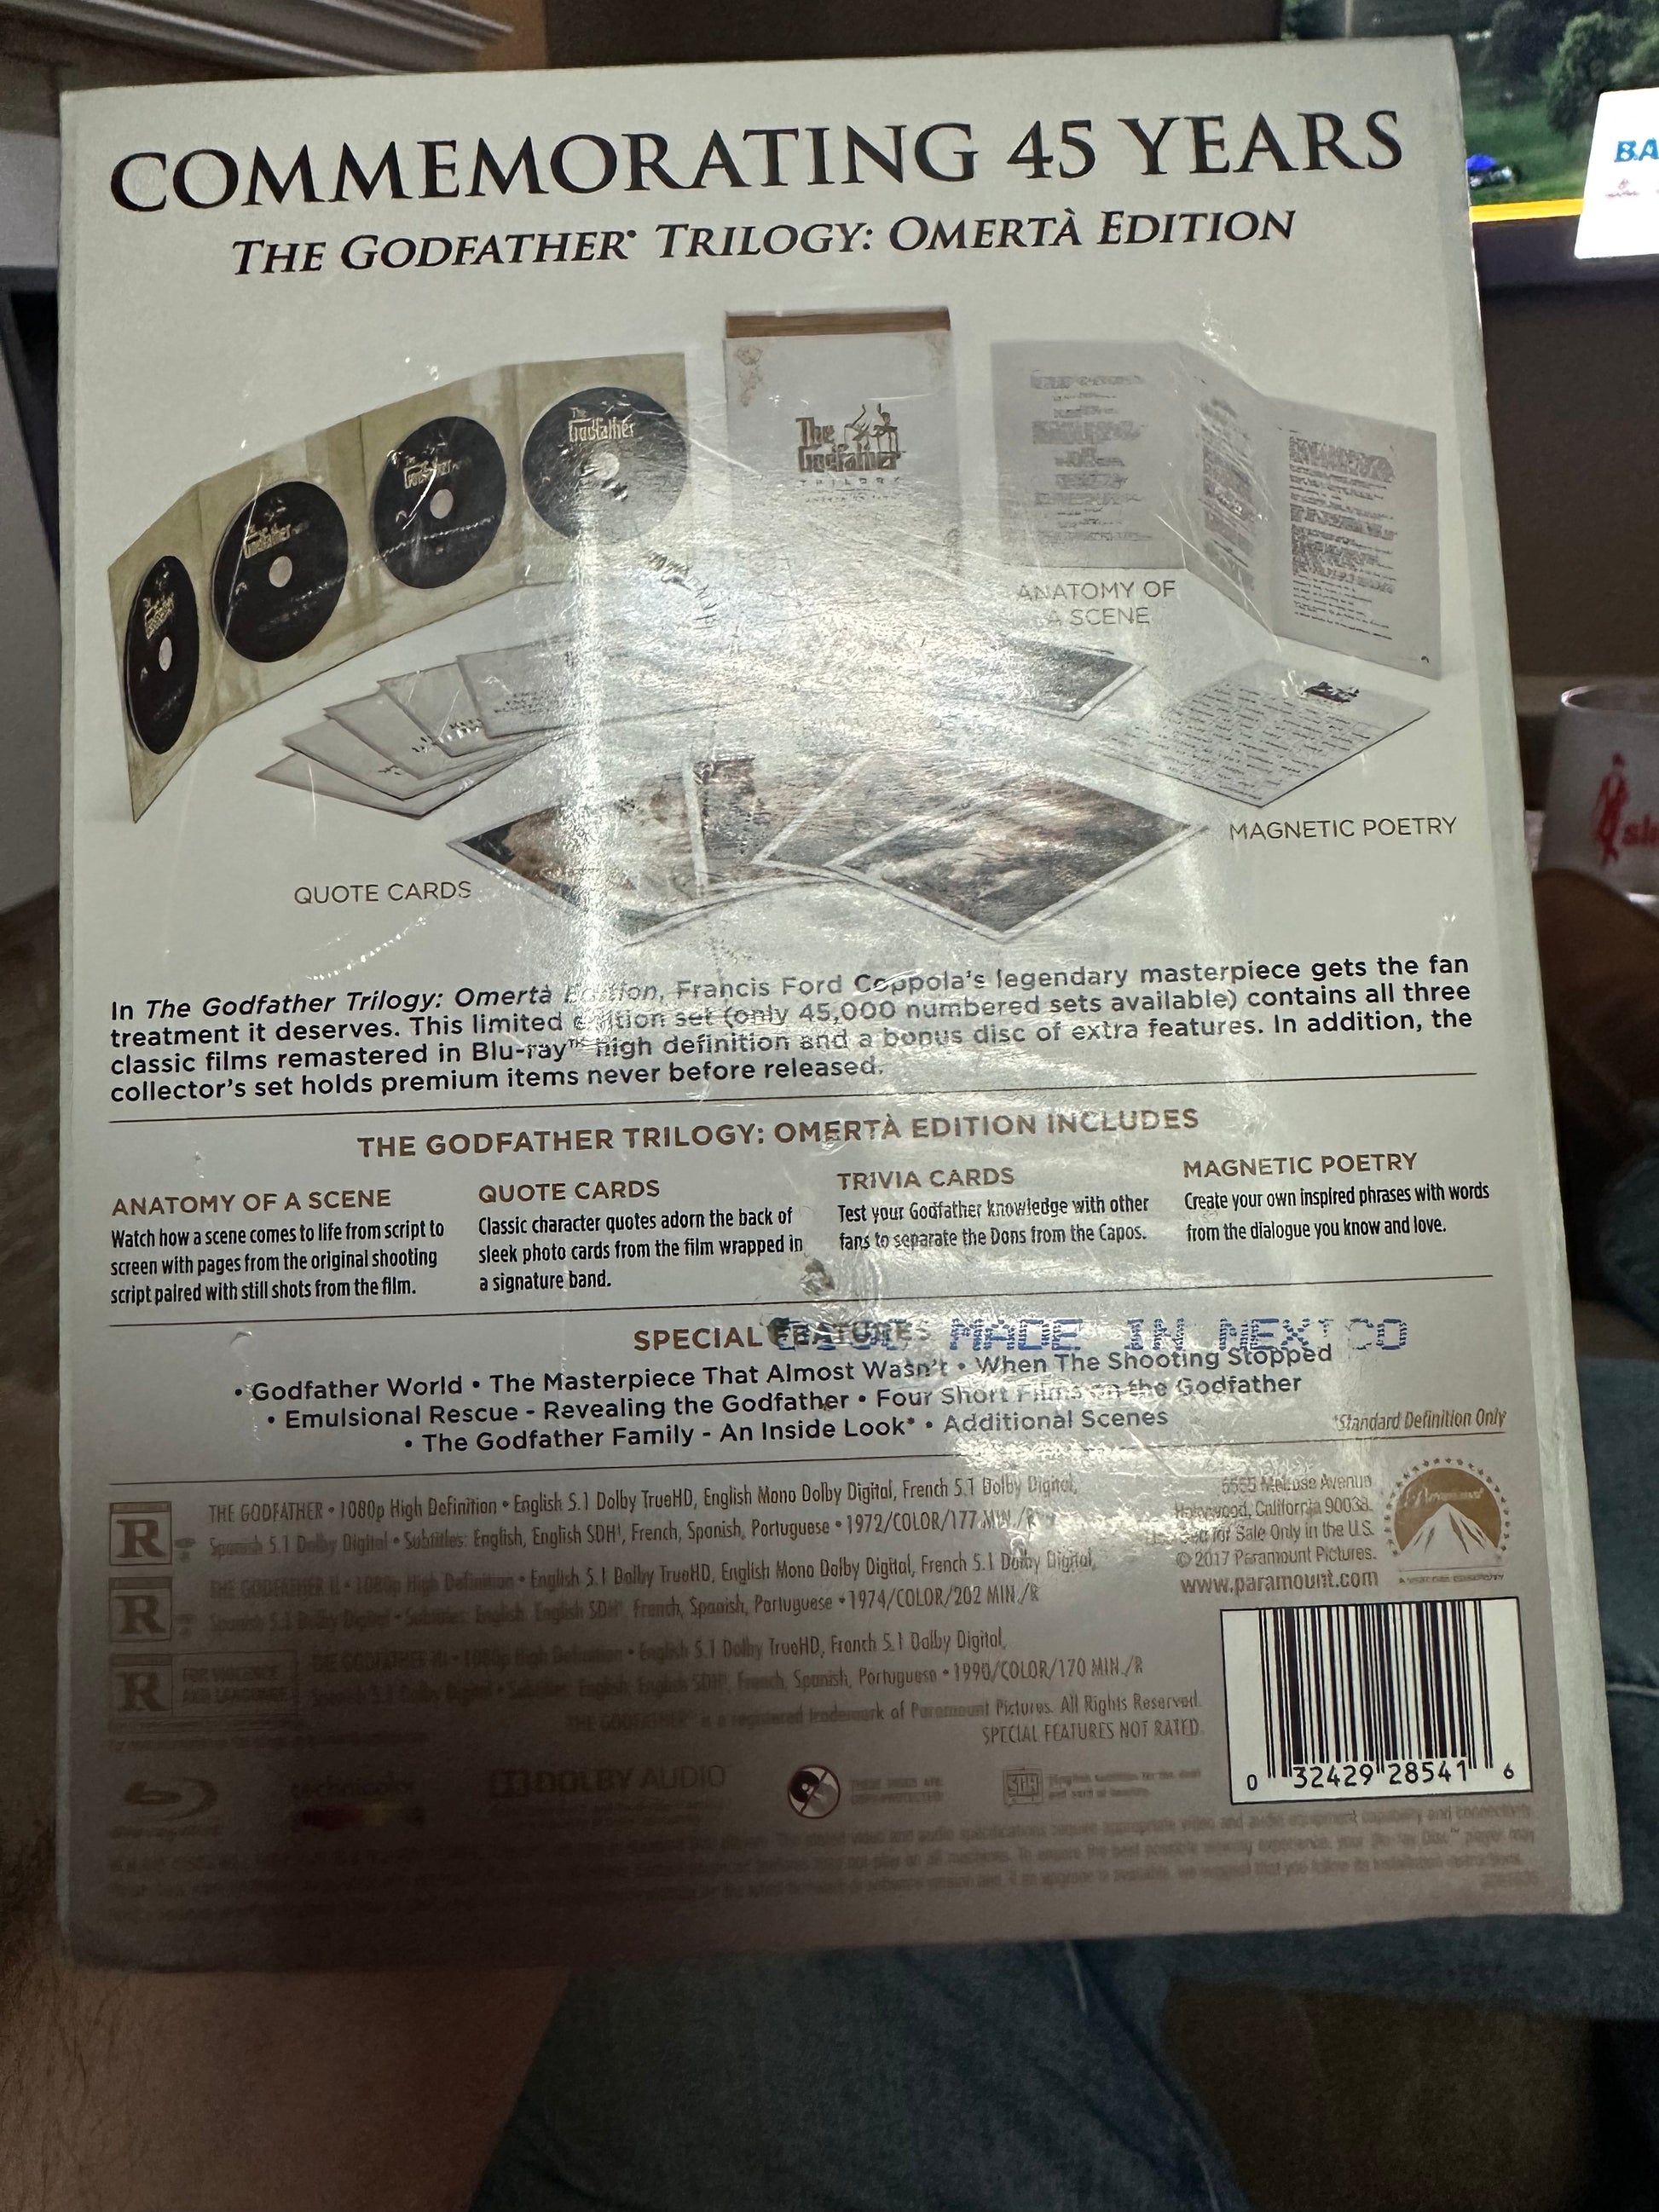 COMMEMORATING 45 YEARS
THE GODFATHER® TRILOGY: OMERTÀ EDITION
The
Godfather
The
Godfather
TRILOGY
ANATOMY OF
A SCENE
MAGNETIC POETRY
QUOTE CARDS
In The Godfather Trilogy: Omertà Edition, Francis Ford Coppola's legendary masterpiece gets the fan
treatment it deserves. This limited edition set (only 45,000 numbered sets available) contains all three
classic films remastered in Blu-ray™ high definition and a bonus disc of extra features. In addition, the
collector's set holds premium items never before released.
THE GODFATHER TRILOGY: OMERTÀ EDITION INCLUDES
ANATOMY OF A SCENE
Watch how a scene comes to life from script to
screen with pages from the original shooting
script paired with still shots from the film.
QUOTE CARDS
Classic character quotes adorn the back of
sleek photo cards from the film wrapped in
a signature band.
TRIVIA CARDS
Test your Godfather knowledge with other
fans to separate the Dons from the Capos.
MAGNETIC POETRY
Create your own inspired phrases with words
from the dialogue you know and love.
SPECIAL FEATURES
MADE IN MEXICO
• Godfather World • The Masterpiece That Almost Wasn't • When The Shooting Stopped
• Emulsional Rescue - Revealing the Godfather • Four Short Films on the Godfather
• The Godfather Family - An Inside Look* • Additional Scenes
*Standard Definition Only
R
THE GODFATHER • 1080p High Definition • English 5.1 Dolby TrueHD, English Mono Dolby Digital, French 5.1 Dolby Digital,
Spanish 5.1 Dolby Digital • Subtitles: English, English SDH†, French, Spanish, Portuguese • 1972/COLOR/177 MIN./R
R
THE GODFATHER II • 1080p High Definition • English 5.1 Dolby TrueHD, English Mono Dolby Digital, French 5.1 Dolby Digital,
Spanish 5.1 Dolby Digital • Subtitles: English, English SDH†, French, Spanish, Portuguese • 1974/COLOR/202 MIN./R
R
FOR VIOLENCE
AND LANGUAGE
THE GODFATHER III • 1080p High Definition • English 5.1 Dolby TrueHD, French 5.1 Dolby Digital,
Spanish 5.1 Dolby Digital • Subtitles: English, English SDH†, French, Spanish, Portuguese • 1990/COLOR/170 MIN./R
THE GODFATHER® is a registered trademark of Paramount Pictures. All Rights Reserved.
SPECIAL FEATURES NOT RATED.
5555 Melrose Avenue
Hollywood, California 90038.
Licensed for Sale Only in the U.S.
© 2017 Paramount Pictures.
www.paramount.com
Paramount
technicolor
DOLBY AUDIO
THESE DISCS ARE
COPY-PROTECTED
SDH
0 32429 28541 6
BA